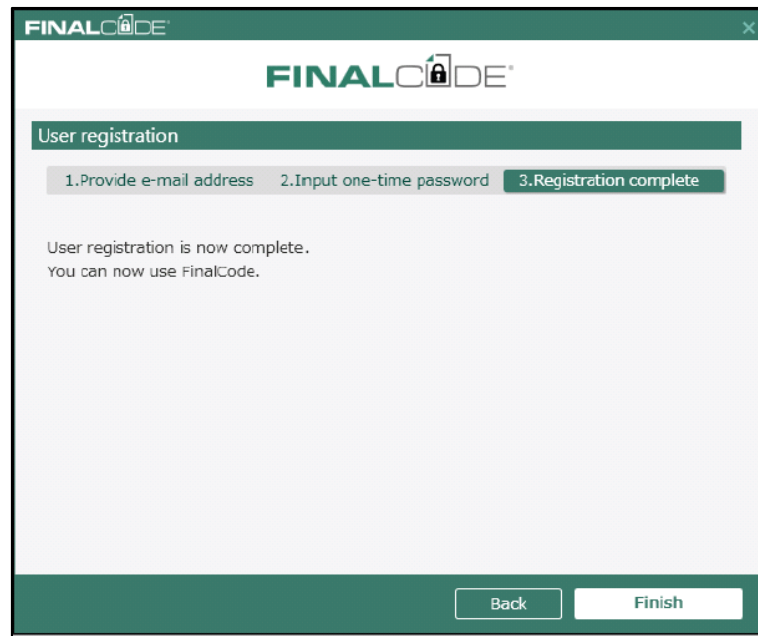 FINALCODE®
FINALCODE®
User registration
1.Provide e-mail address 2.Input one-time password 3.Registration complete
User registration is now complete.
You can now use FinalCode.
Back Finish